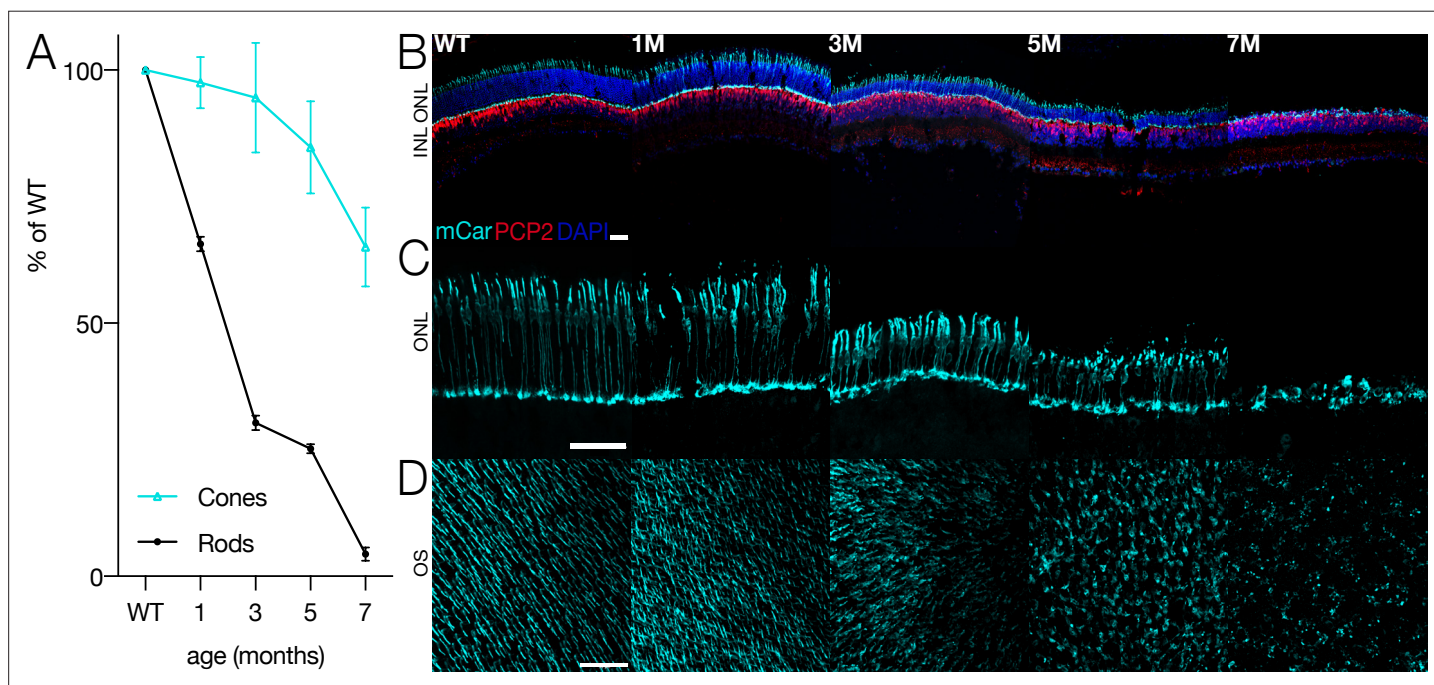 A
% of WT
100
50
0
Cones
Rods
WT 1 3 5 7
age (months)
B
WT 1M 3M 5M 7M
ONL
INL
mCar PCP2 DAPI
C
ONL
D
OS